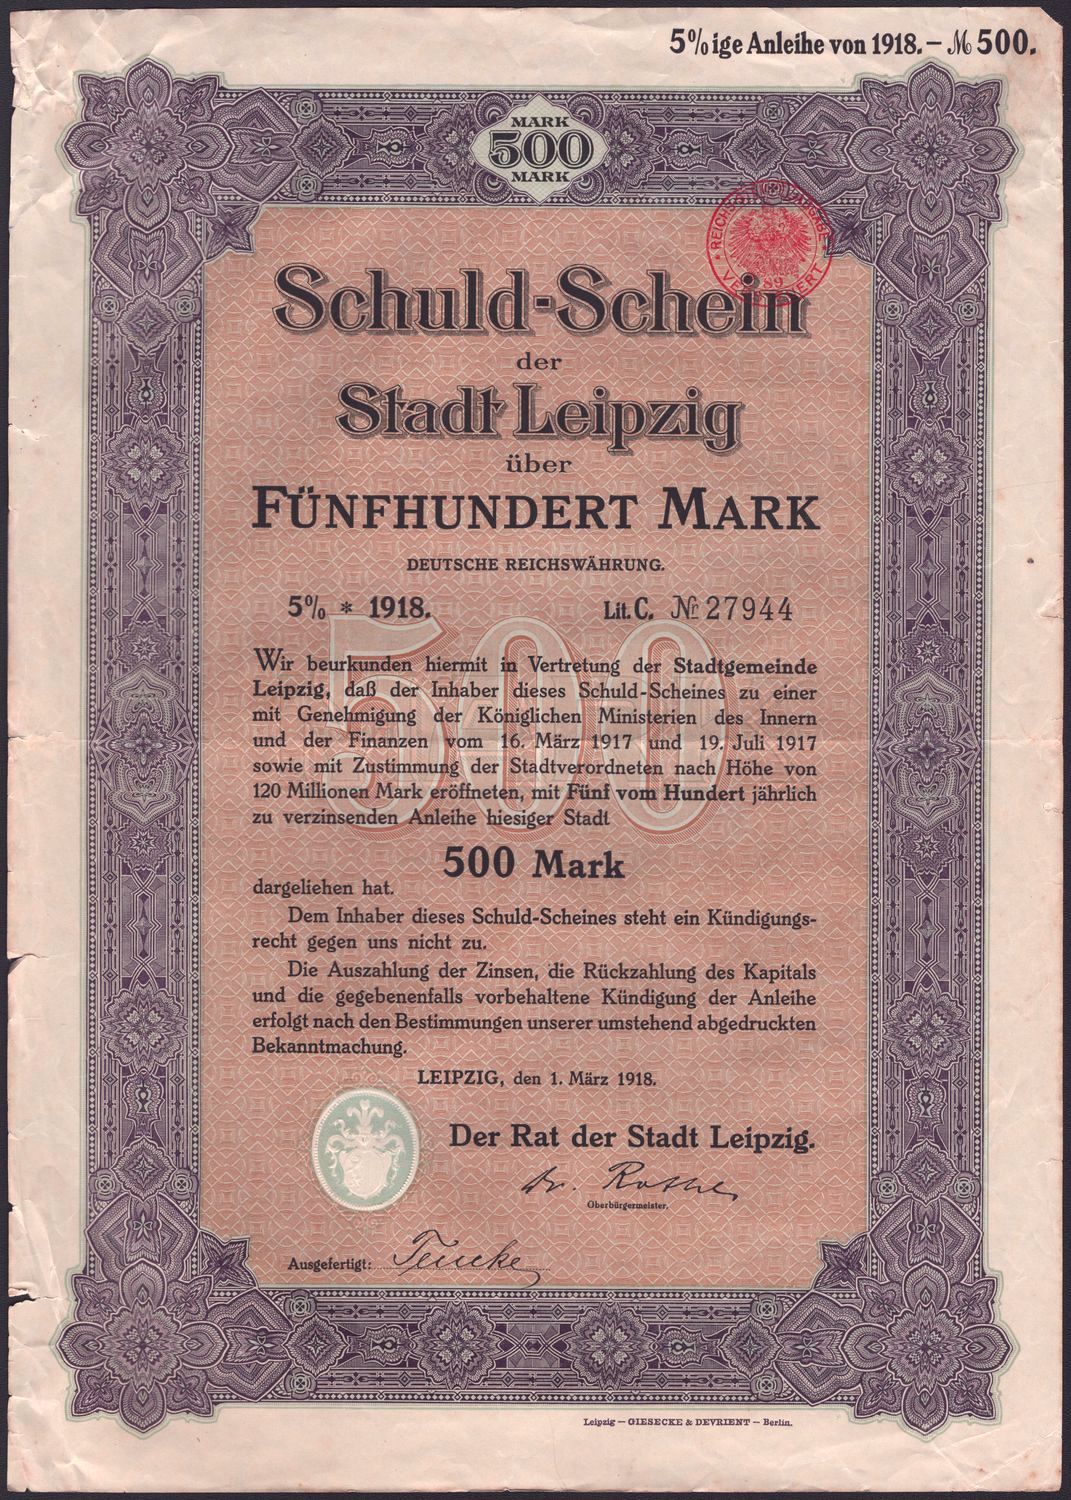 5% ige Anleihe von 1918. – ℳ 500.
MARK
500
MARK
VERSTEUERT
89
Schuld-Schein
der
Stadt Leipzig
über
FÜNFHUNDERT MARK
DEUTSCHE REICHSWÄHRUNG.
5% * 1918. Lit. C. № 27944
500
Wir beurkunden hiermit in Vertretung der Stadtgemeinde
Leipzig, daß der Inhaber dieses Schuld-Scheines zu einer
mit Genehmigung der Königlichen Ministerien des Innern
und der Finanzen vom 16. März 1917 und 19. Juli 1917
sowie mit Zustimmung der Stadtverordneten nach Höhe von
120 Millionen Mark eröffneten, mit Fünf vom Hundert jährlich
zu verzinsenden Anleihe hiesiger Stadt
500 Mark
dargeliehen hat.
Dem Inhaber dieses Schuld-Scheines steht ein Kündigungs-
recht gegen uns nicht zu.
Die Auszahlung der Zinsen, die Rückzahlung des Kapitals
und die gegebenenfalls vorbehaltene Kündigung der Anleihe
erfolgt nach den Bestimmungen unserer umstehend abgedruckten
Bekanntmachung.
LEIPZIG, den 1. März 1918.
Der Rat der Stadt Leipzig.
Dr. Rothe
Oberbürgermeister.
Ausgefertigt:
Leipzig — GIESECKE & DEVRIENT — Berlin.